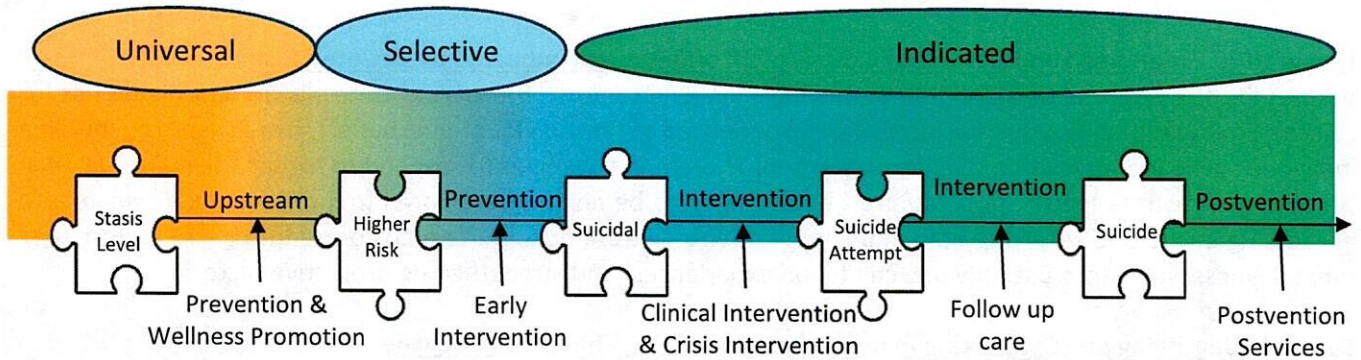 Universal
Selective
Indicated
Upstream
Prevention
Intervention
Intervention
Postvention
Stasis
Level
Higher
Risk
Suicidal
Suicide
Attempt
Suicide
Prevention &
Wellness Promotion
Early
Intervention
Clinical Intervention
& Crisis Intervention
Follow up
care
Postvention
Services